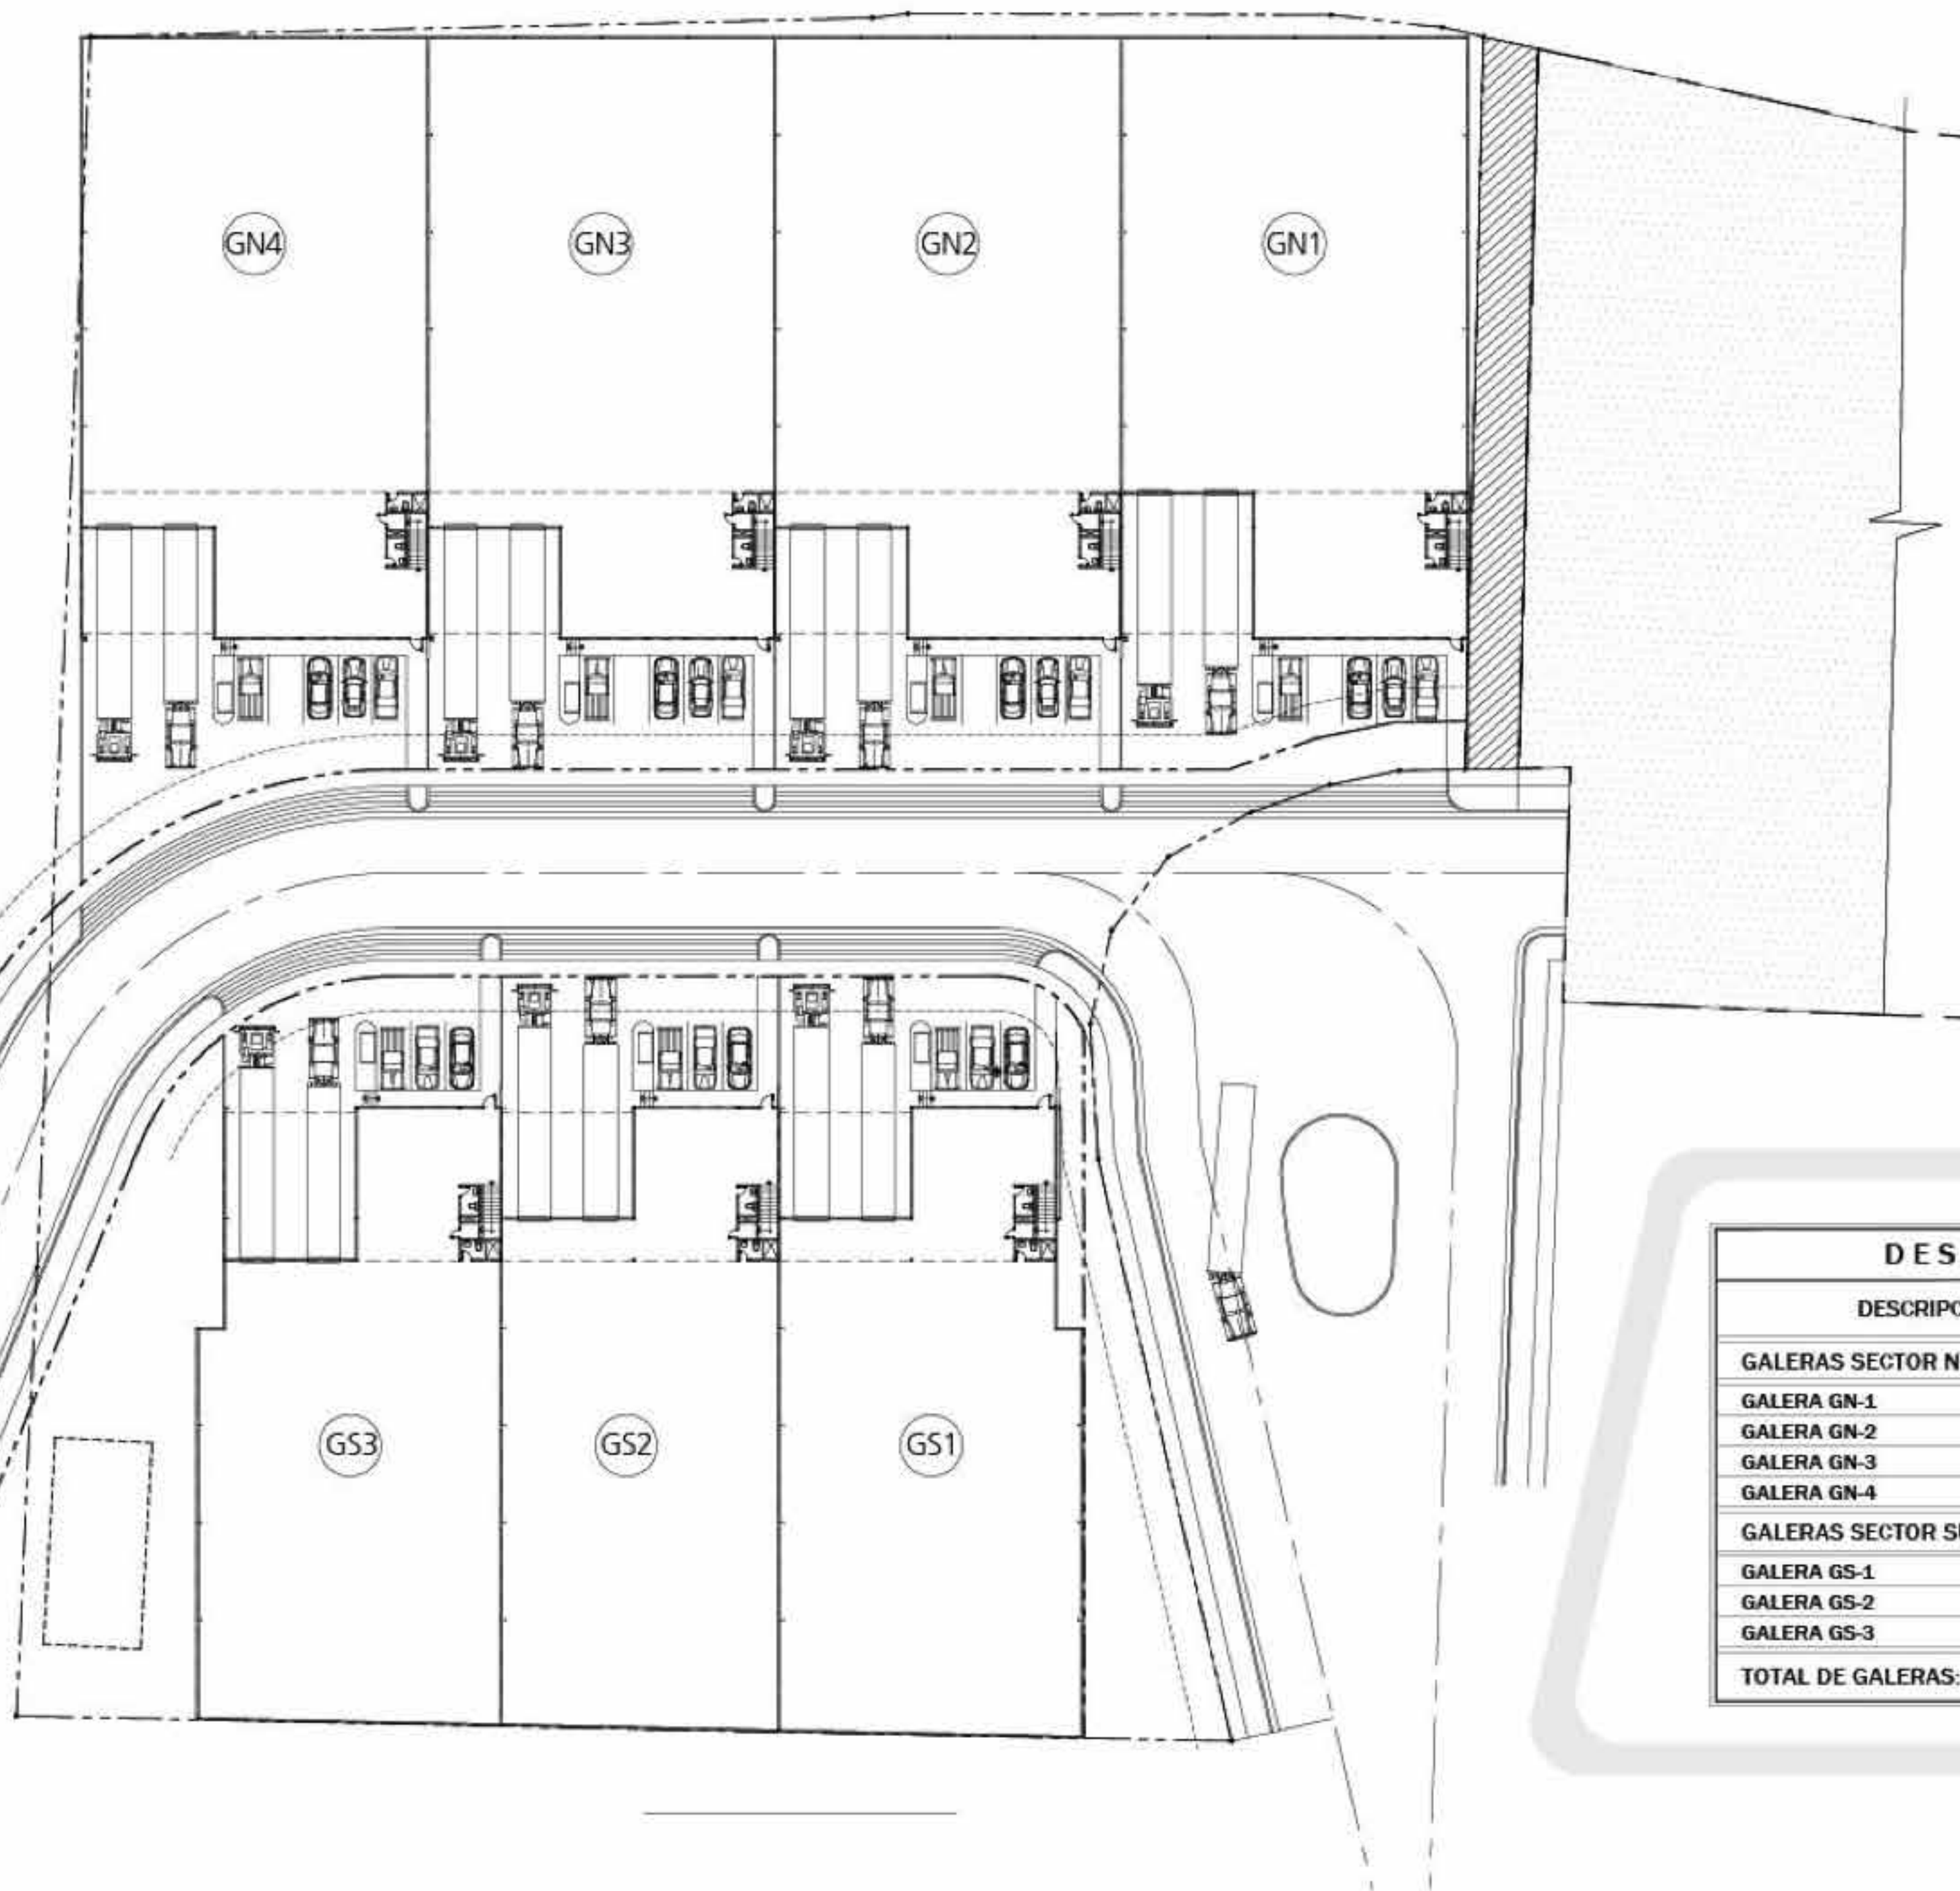 GN4 GN3 GN2 GN1
GS3 GS2 GS1
DES
DESCRIPC
GALERAS SECTOR N
GALERA GN-1
GALERA GN-2
GALERA GN-3
GALERA GN-4
GALERAS SECTOR S
GALERA GS-1
GALERA GS-2
GALERA GS-3
TOTAL DE GALERAS: